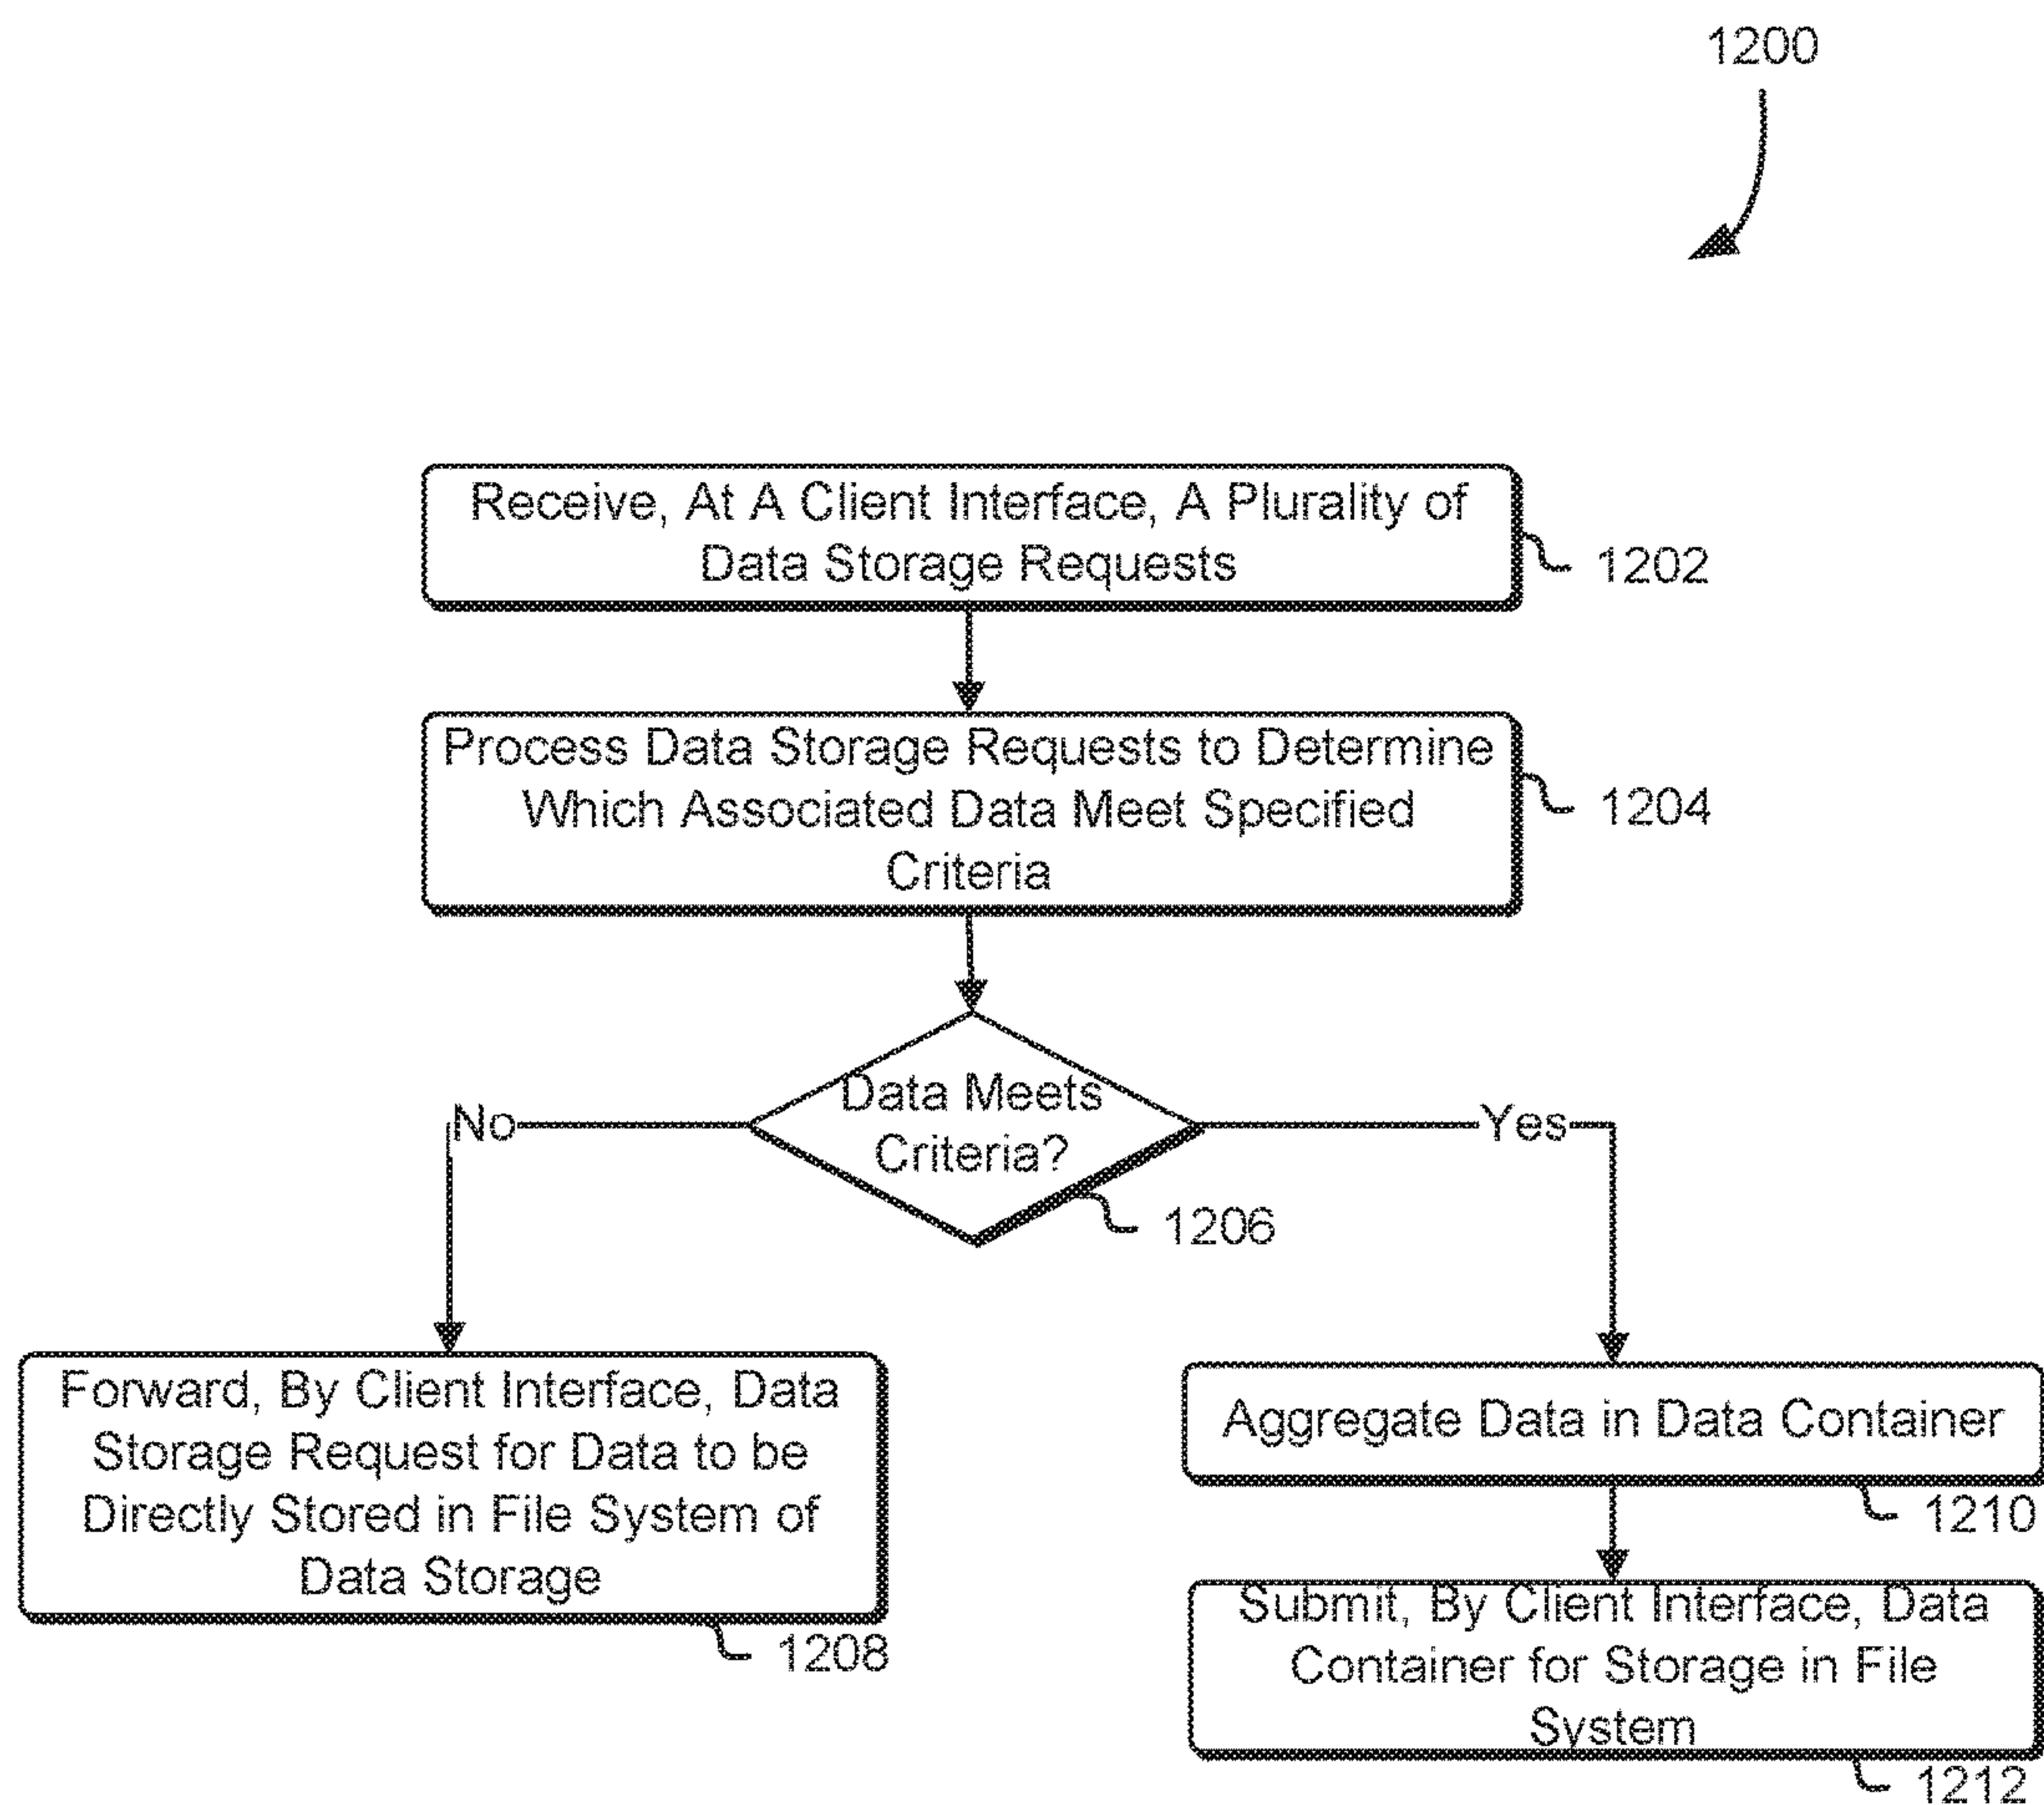 1200
Receive, At A Client Interface, A Plurality of
Data Storage Requests
1202
Process Data Storage Requests to Determine
Which Associated Data Meet Specified
Criteria
1204
Data Meets
Criteria?
1206
No
Yes
Forward, By Client Interface, Data
Storage Request for Data to be
Directly Stored in File System of
Data Storage
1208
Aggregate Data in Data Container
1210
Submit, By Client Interface, Data
Container for Storage in File
System
1212